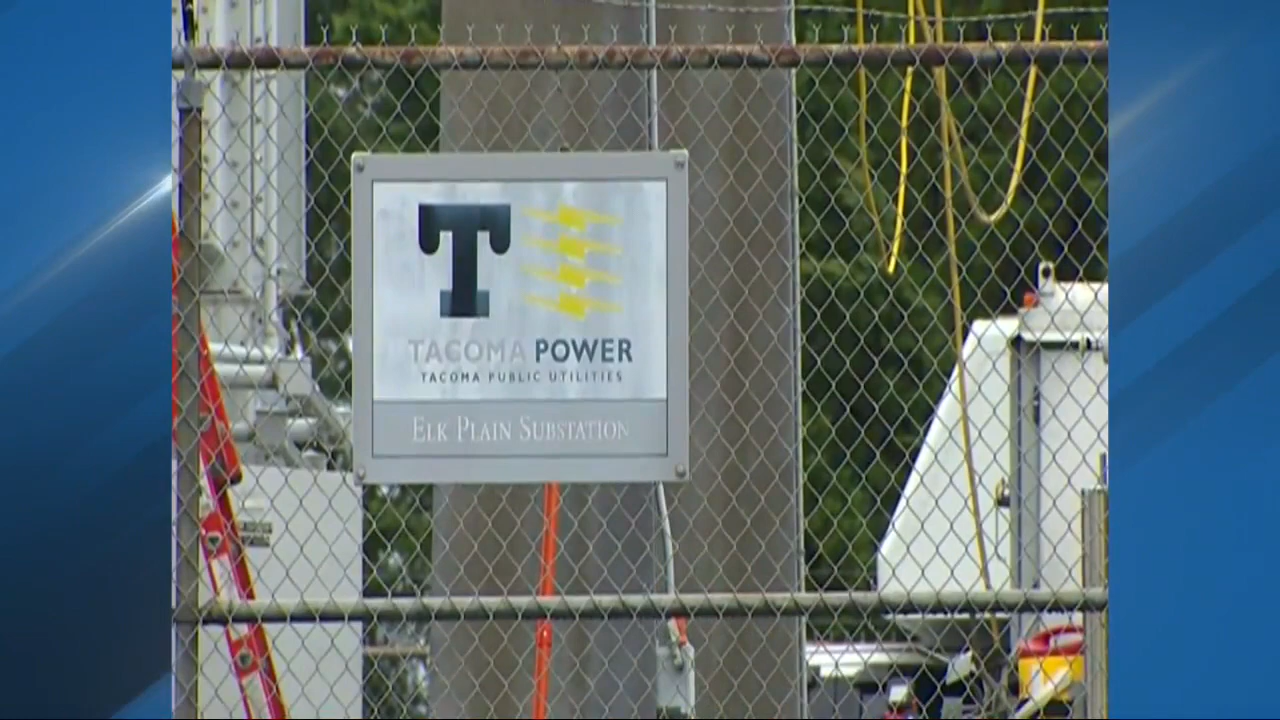 T
TACOMA POWER
TACOMA PUBLIC UTILITIES
ELK PLAIN SUBSTATION